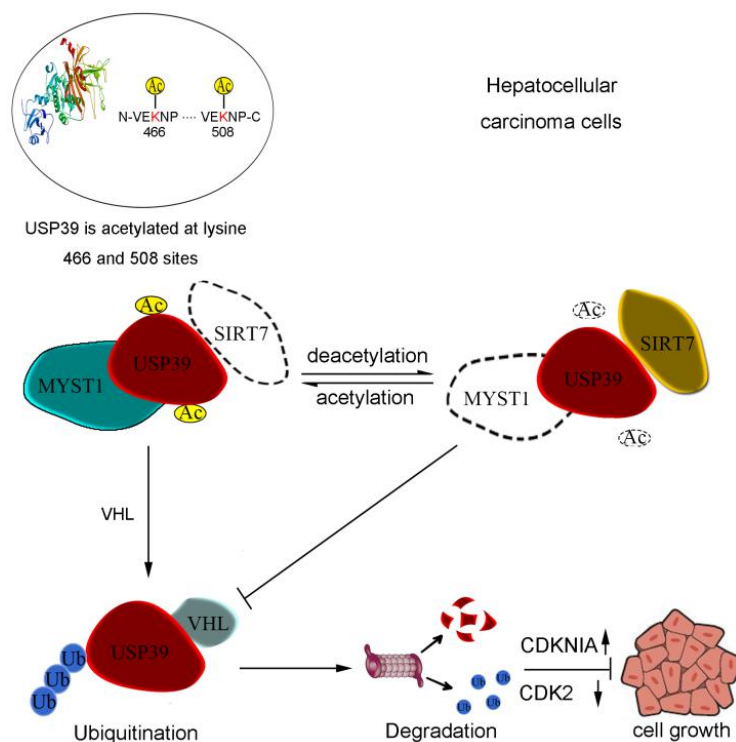 Ac Ac
N-VEKNP ···· VEKNP-C
466 508
Hepatocellular
carcinoma cells
USP39 is acetylated at lysine
466 and 508 sites
Ac
SIRT7
USP39
MYST1
Ac
deacetylation
acetylation
Ac
SIRT7
USP39
MYST1
Ac
VHL
VHL
USP39
Ub
Ub
Ub
Ubiquitination
Ub
Ub
Ub
Ub
Ub
Degradation
CDKNIA
CDK2
cell growth